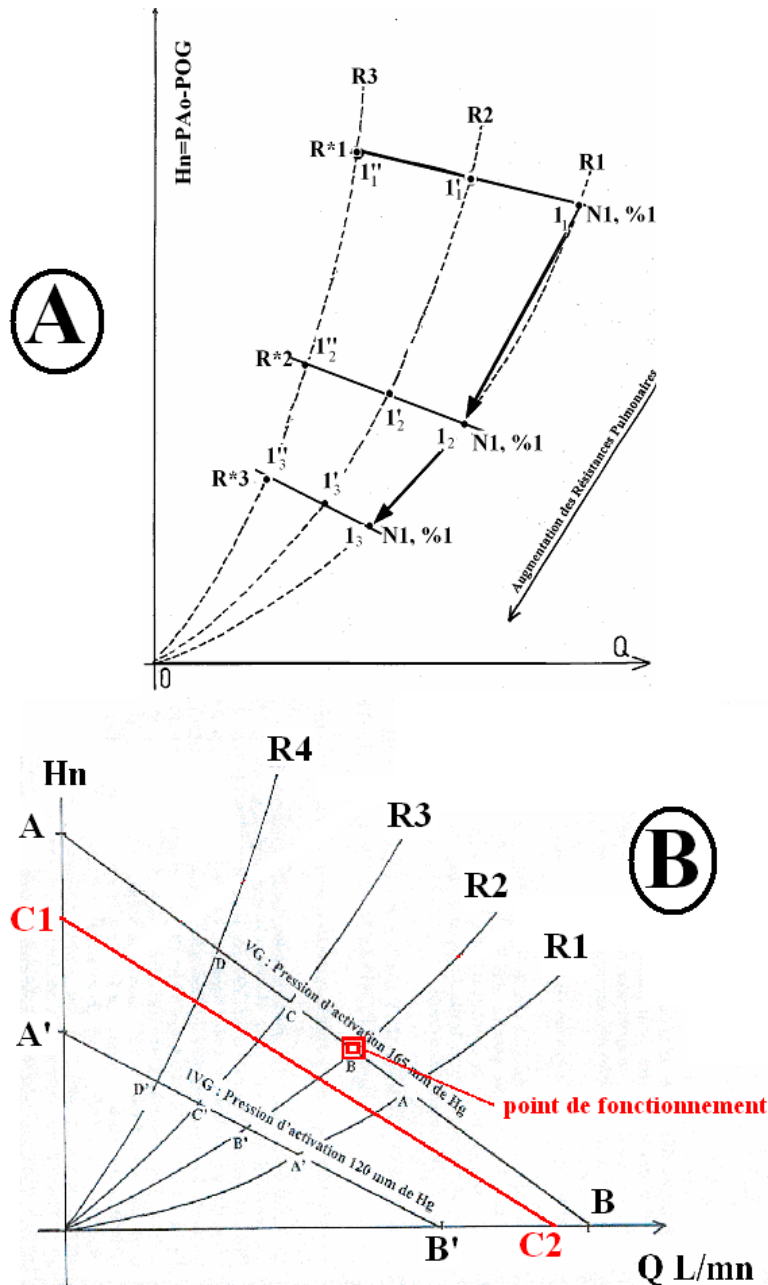 Hn=PAo-POG
R3
R2
R1
R*1
1''1
1'1
11
N1, %1
A
R*2
1''2
1'2
12
N1, %1
R*3
1''3
1'3
13
N1, %1
Augmentation des Résistances Pulmonaires
O
Q
R4
Hn
A
R3
B
R2
C1
R1
VG : Pression d'activation 165 mm de Hg
D
C
A'
B
A
point de fonctionnement
D'
C'
IVG : Pression d'activation 120 mm de Hg
B'
A'
B
B'
C2
Q L/mn